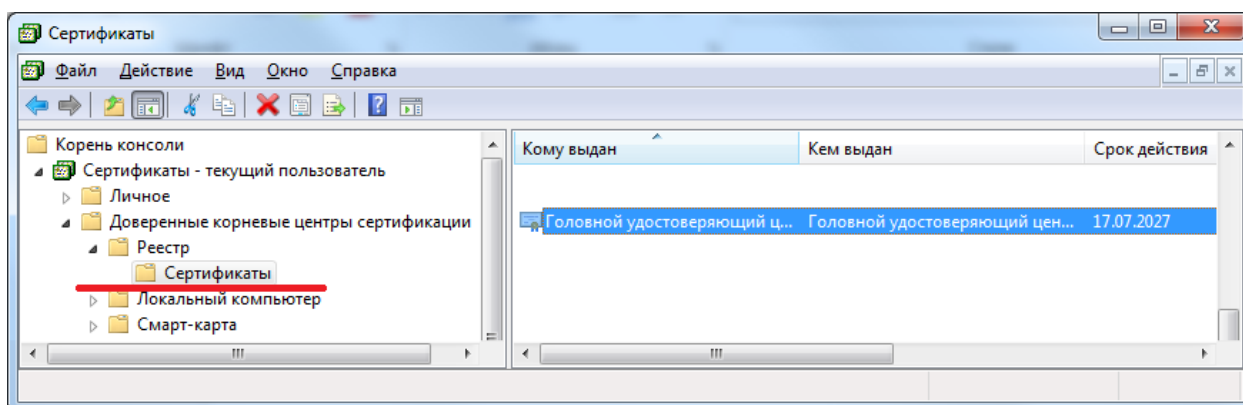 Сертификаты
Файл Действие Вид Окно Справка
Корень консоли
Сертификаты - текущий пользователь
Личное
Доверенные корневые центры сертификации
Реестр
Сертификаты
Локальный компьютер
Смарт-карта
Кому выдан Кем выдан Срок действия
Головной удостоверяющий ц... Головной удостоверяющий цен... 17.07.2027